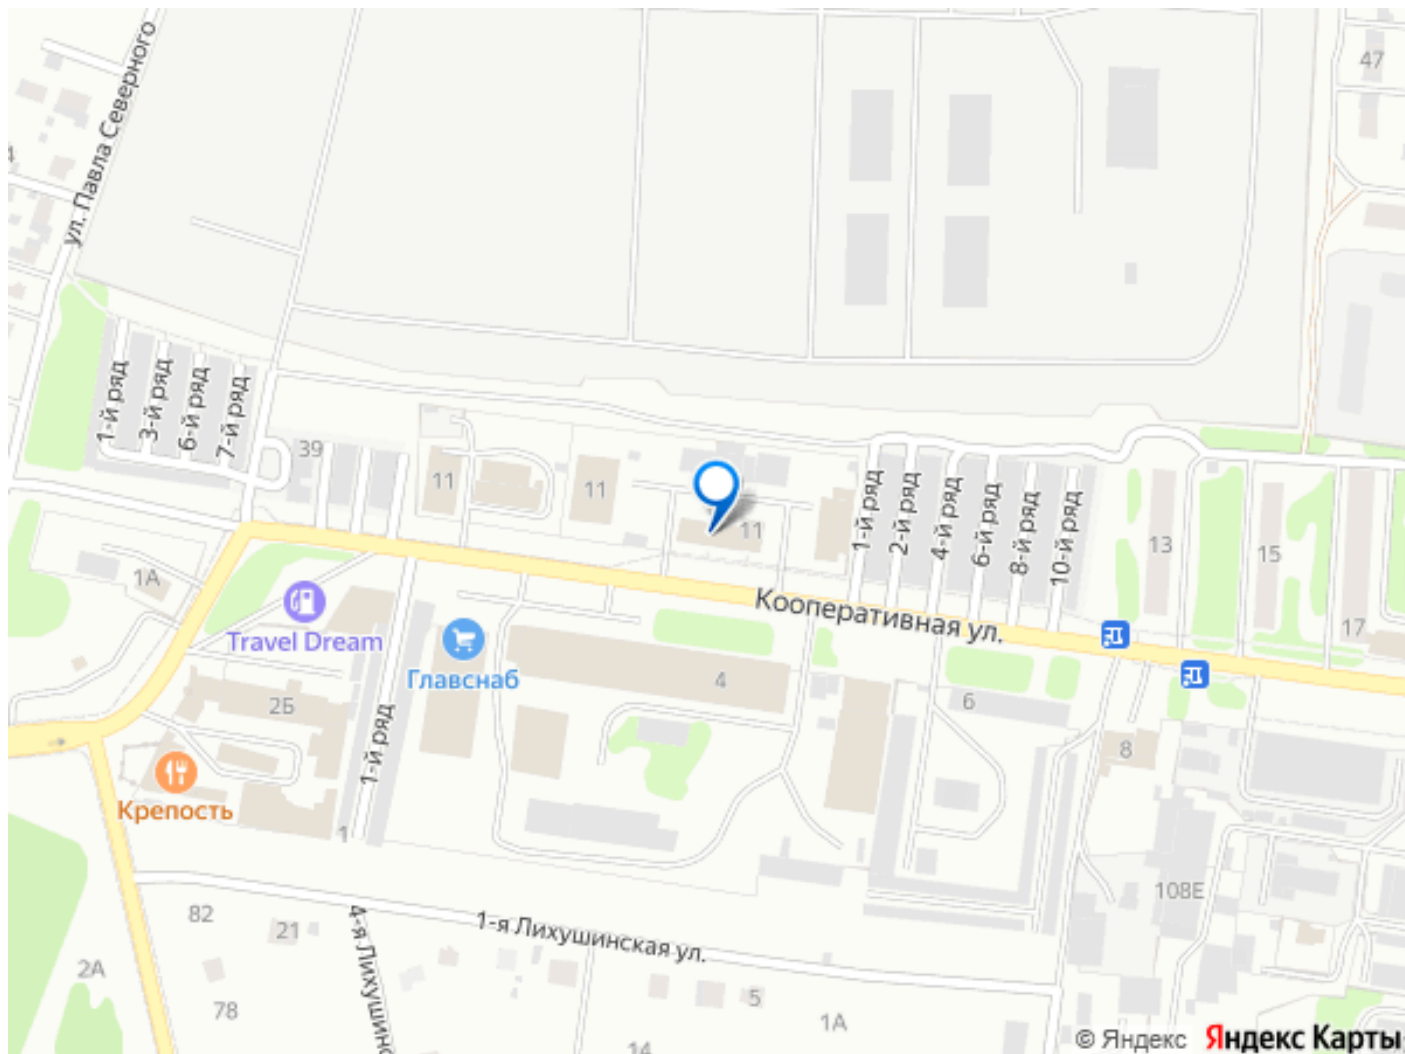 ул. Павла Северного
47
1-й ряд
3-й ряд
6-й ряд
7-й ряд
39
11
11
11
1-й ряд
2-й ряд
4-й ряд
6-й ряд
8-й ряд
10-й ряд
13
15
17
1А
Travel Dream
Главснаб
Кооперативная ул.
4
6
8
2Б
1-й ряд
Крепость
1
108Е
82
21
4-я Лихушинс
1-я Лихушинская ул.
2А
78
5
1А
14
© Яндекс Яндекс Карты